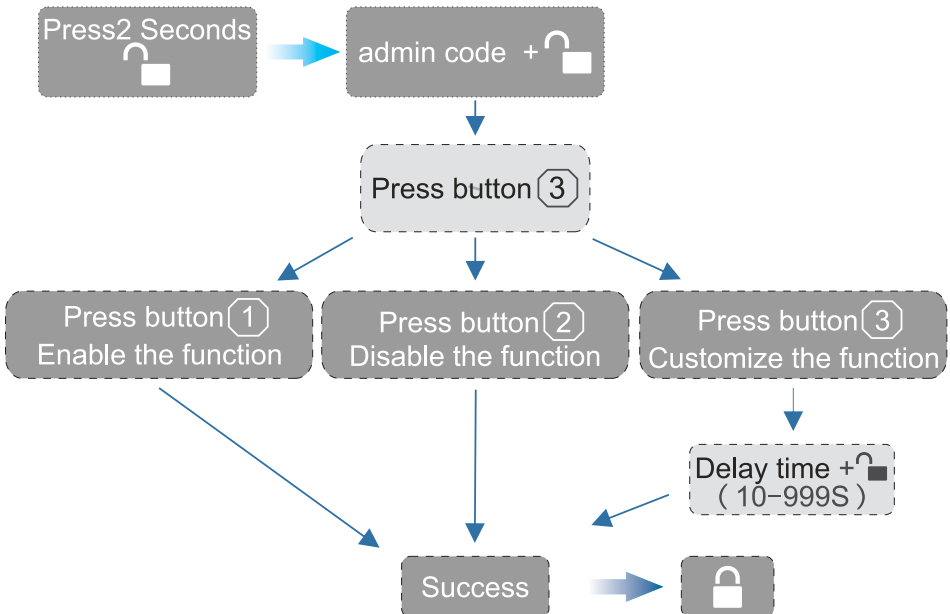 Press2 Seconds
admin code +
Press button 3
Press button 1
Enable the function
Press button 2
Disable the function
Press button 3
Customize the function
Delay time +
(10-999S)
Success